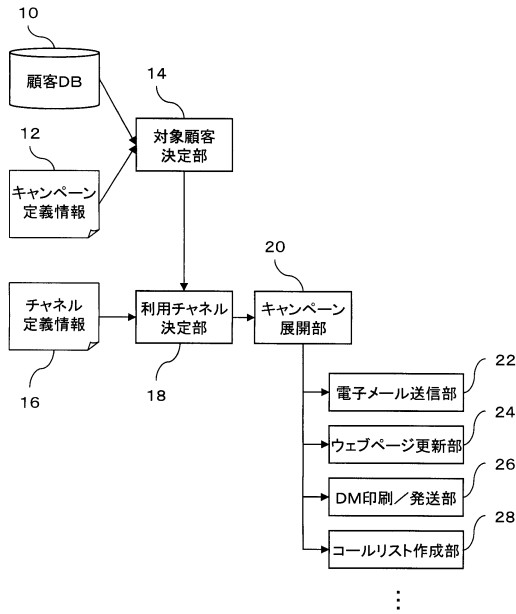 10
顧客DB
14
対象顧客
決定部
12
キャンペーン
定義情報
20
チャネル
定義情報
利用チャネル
決定部
キャンペーン
展開部
16
18
22
電子メール送信部
24
ウェブページ更新部
26
DM印刷／発送部
28
コールリスト作成部
⋮